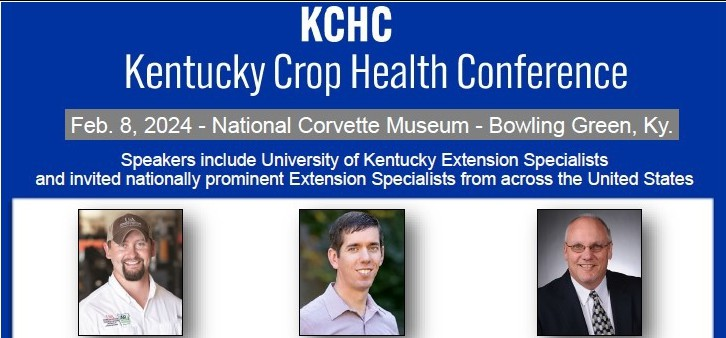 KCHC
Kentucky Crop Health Conference
Feb. 8, 2024 - National Corvette Museum - Bowling Green, Ky.
Speakers include University of Kentucky Extension Specialists
and invited nationally prominent Extension Specialists from across the United States